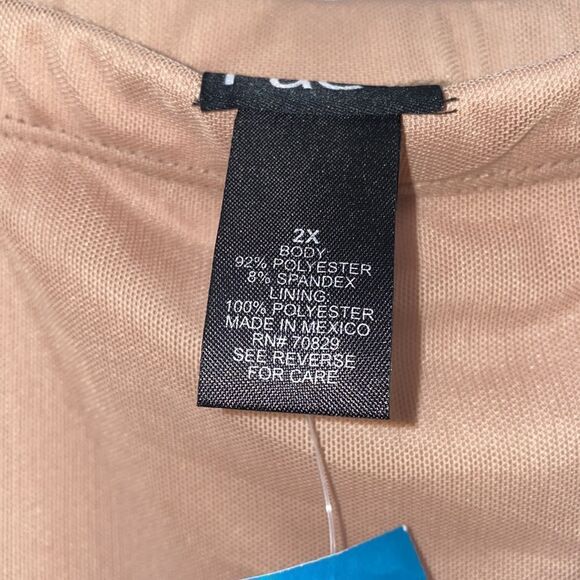 2X
BODY
92% POLYESTER
8% SPANDEX
LINING
100% POLYESTER
MADE IN MEXICO
RN# 70829
SEE REVERSE
FOR CARE